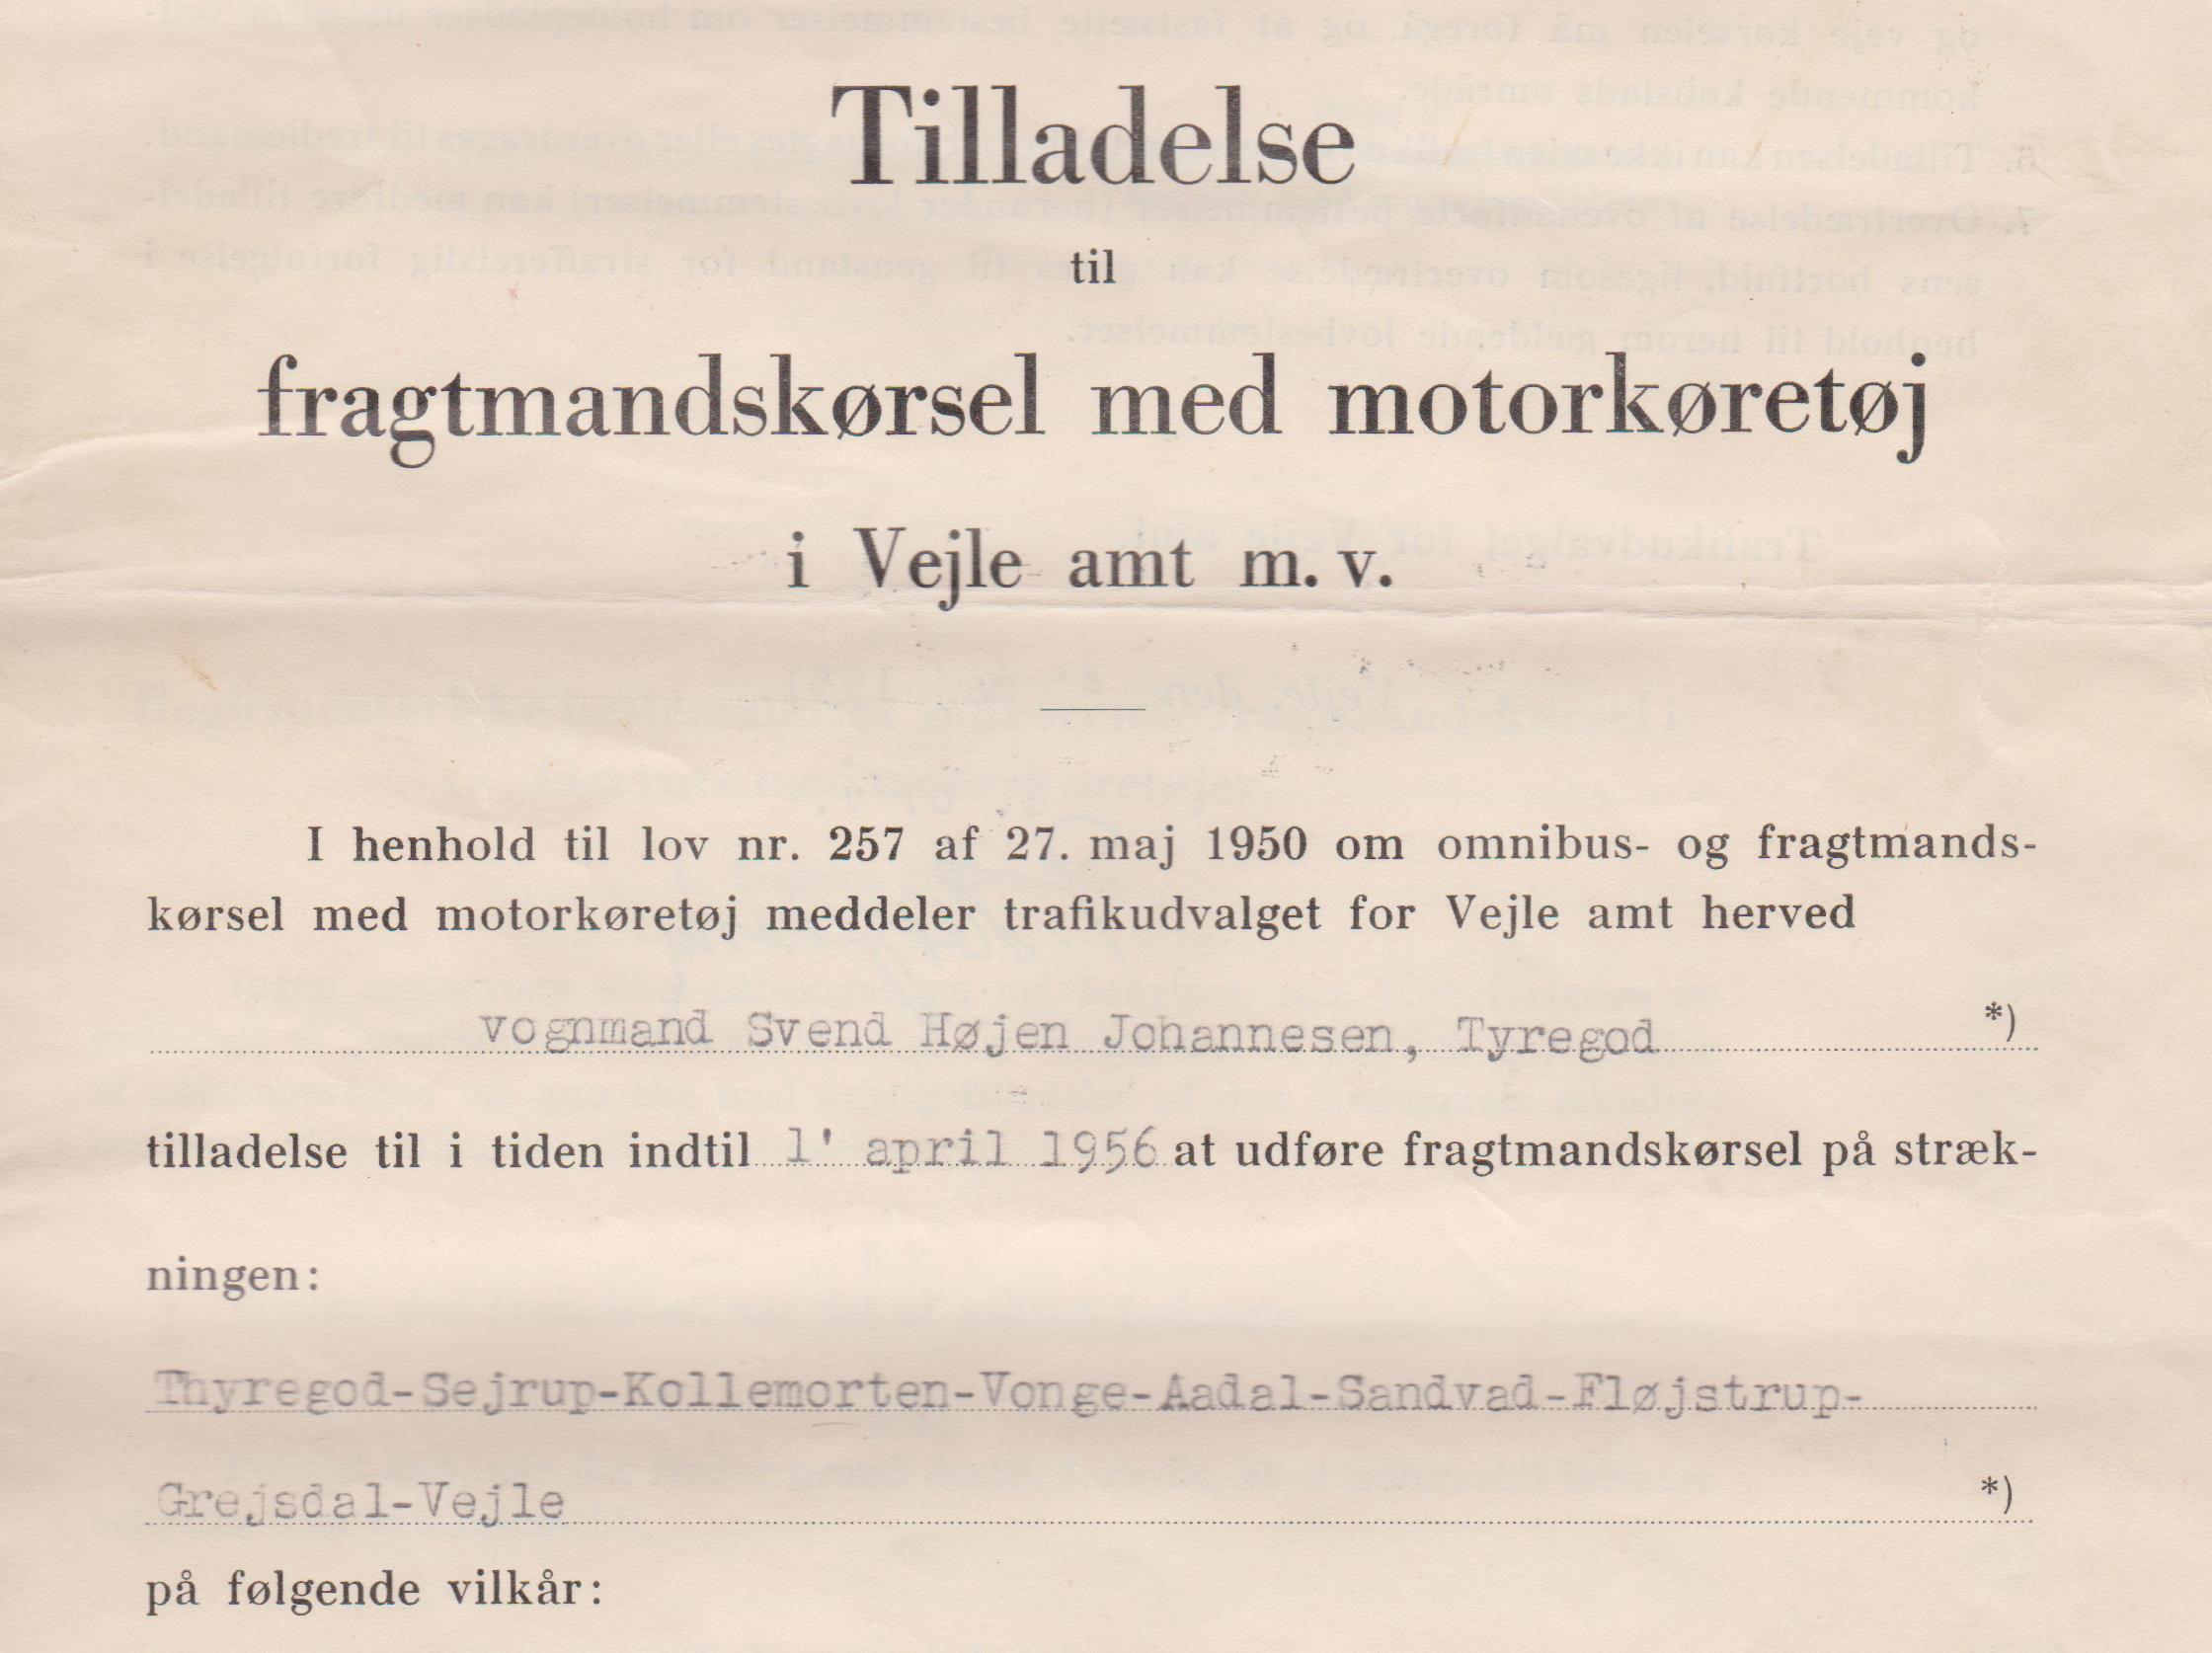 Tilladelse
til
fragtmandskørsel med motorkøretøj
i Vejle amt m. v.
I henhold til lov nr. 257 af 27. maj 1950 om omnibus- og fragtmands-
kørsel med motorkøretøj meddeler trafikudvalget for Vejle amt herved
vognmand Svend Højen Johannesen, Tyregod *)
tilladelse til i tiden indtil 1' april 1956 at udføre fragtmandskørsel på stræk-
ningen:
Thyregod-Sejrup-Kollemorten-Vonge-Aadal-Sandvad-Fløjstrup-
Grejsdal-Vejle *)
på følgende vilkår: